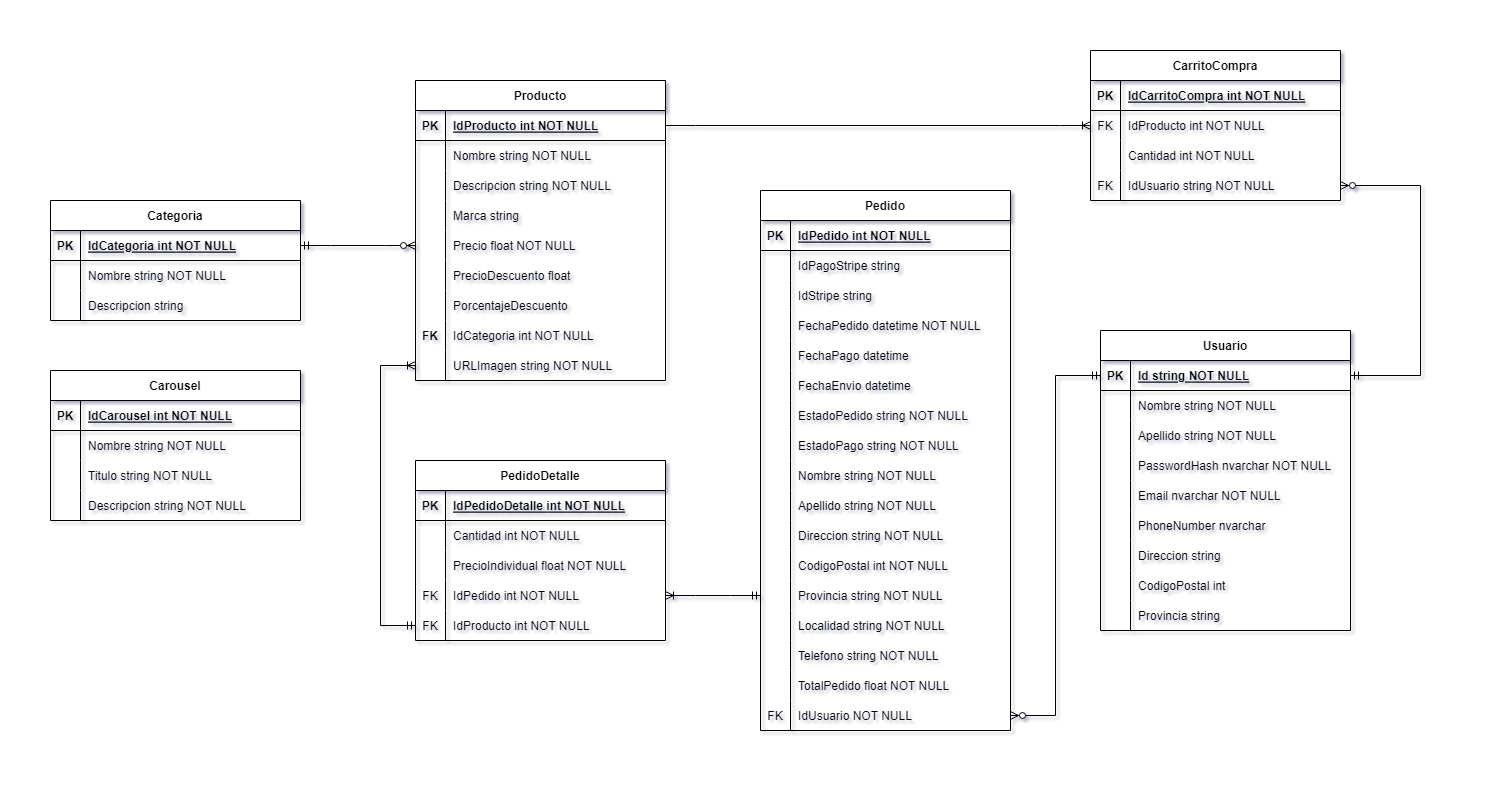 Producto
PK IdProducto int NOT NULL
Nombre string NOT NULL
Descripcion string NOT NULL
Marca string
Precio float NOT NULL
PrecioDescuento float
PorcentajeDescuento
FK IdCategoria int NOT NULL
URLImagen string NOT NULL
CarritoCompra
PK IdCarritoCompra int NOT NULL
FK IdProducto int NOT NULL
Cantidad int NOT NULL
FK IdUsuario string NOT NULL
Categoria
PK IdCategoria int NOT NULL
Nombre string NOT NULL
Descripcion string
Carousel
PK IdCarousel int NOT NULL
Nombre string NOT NULL
Titulo string NOT NULL
Descripcion string NOT NULL
PedidoDetalle
PK IdPedidoDetalle int NOT NULL
Cantidad int NOT NULL
PrecioIndividual float NOT NULL
FK IdPedido int NOT NULL
FK IdProducto int NOT NULL
Pedido
PK IdPedido int NOT NULL
IdPagoStripe string
IdStripe string
FechaPedido datetime NOT NULL
FechaPago datetime
FechaEnvio datetime
EstadoPedido string NOT NULL
EstadoPago string NOT NULL
Nombre string NOT NULL
Apellido string NOT NULL
Direccion string NOT NULL
CodigoPostal int NOT NULL
Provincia string NOT NULL
Localidad string NOT NULL
Telefono string NOT NULL
TotalPedido float NOT NULL
FK IdUsuario NOT NULL
Usuario
PK Id string NOT NULL
Nombre string NOT NULL
Apellido string NOT NULL
PasswordHash nvarchar NOT NULL
Email nvarchar NOT NULL
PhoneNumber nvarchar
Direccion string
CodigoPostal int
Provincia string